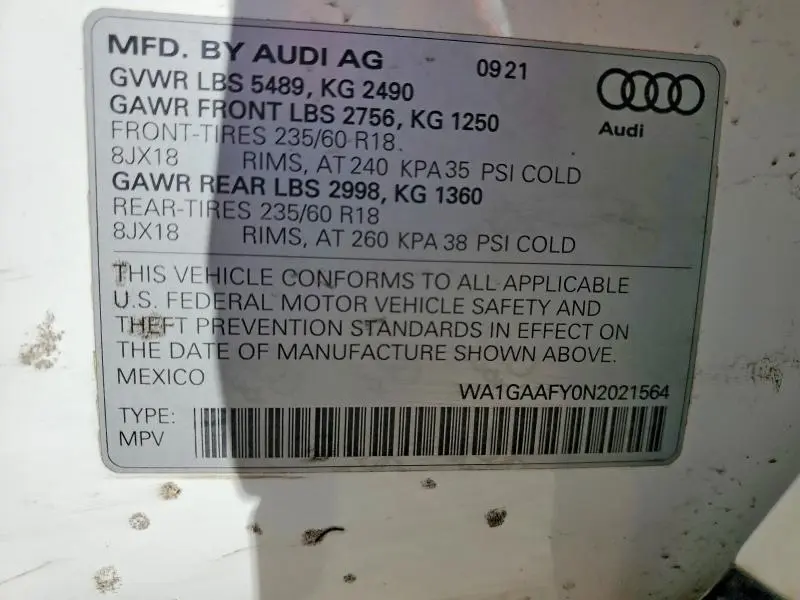 MFD. BY AUDI AG 0921
GVWR LBS 5489, KG 2490
GAWR FRONT LBS 2756, KG 1250
Audi
FRONT-TIRES 235/60 R18.
8JX18 RIMS, AT 240 KPA 35 PSI COLD
GAWR REAR LBS 2998, KG 1360
REAR-TIRES 235/60 R18
8JX18 RIMS, AT 260 KPA 38 PSI COLD
THIS VEHICLE CONFORMS TO ALL APPLICABLE
U.S. FEDERAL MOTOR VEHICLE SAFETY AND
THEFT PREVENTION STANDARDS IN EFFECT ON
THE DATE OF MANUFACTURE SHOWN ABOVE.
MEXICO
WA1GAAFY0N2021564
TYPE:
MPV